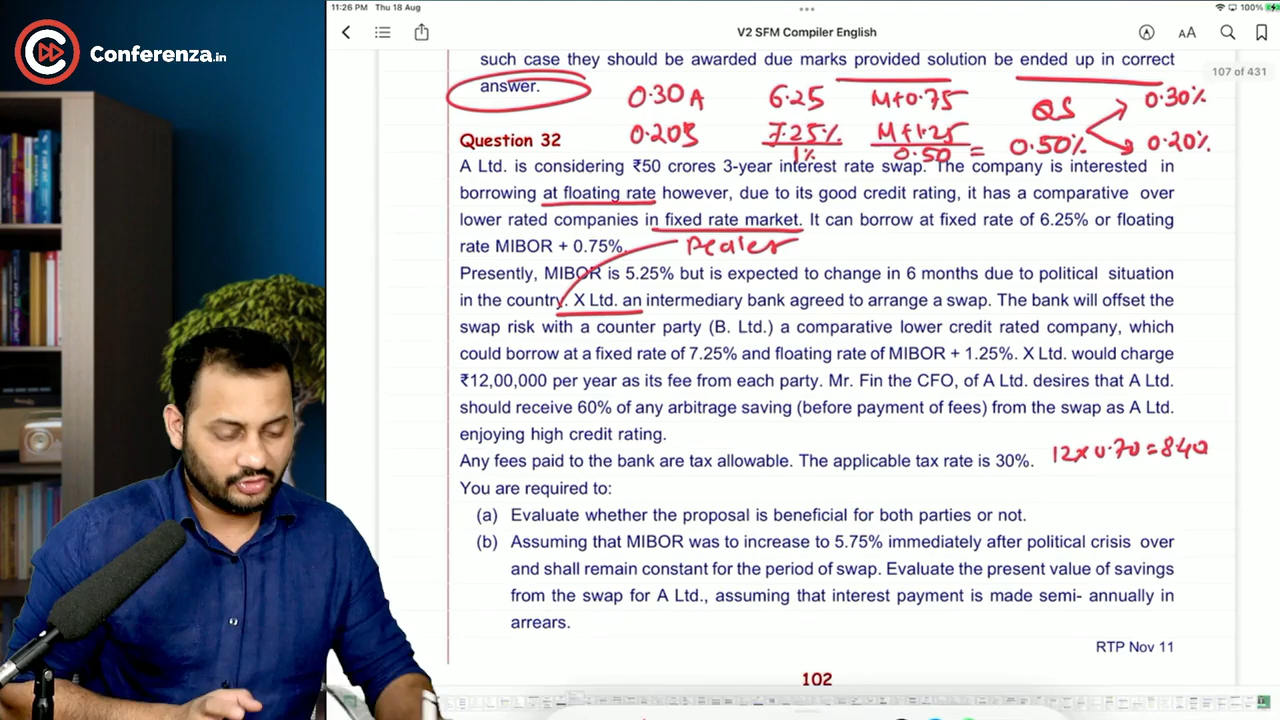 11:26 PM Thu 18 Aug
100%
Conferenza.in
V2 SFM Compiler English
AA
107 of 431
such case they should be awarded due marks provided solution be ended up in correct
answer.
0.30 A 6.25 M+0.75 QS 0.30%
0.20B 7.25% M+1.25 0.50% 0.20%
1% 0.50 =
Question 32
A Ltd. is considering ₹50 crores 3-year interest rate swap. The company is interested in
borrowing at floating rate however, due to its good credit rating, it has a comparative over
lower rated companies in fixed rate market. It can borrow at fixed rate of 6.25% or floating
rate MIBOR + 0.75%.
Dealer
Presently, MIBOR is 5.25% but is expected to change in 6 months due to political situation
in the country. X Ltd. an intermediary bank agreed to arrange a swap. The bank will offset the
swap risk with a counter party (B. Ltd.) a comparative lower credit rated company, which
could borrow at a fixed rate of 7.25% and floating rate of MIBOR + 1.25%. X Ltd. would charge
₹12,00,000 per year as its fee from each party. Mr. Fin the CFO, of A Ltd. desires that A Ltd.
should receive 60% of any arbitrage saving (before payment of fees) from the swap as A Ltd.
enjoying high credit rating.
Any fees paid to the bank are tax allowable. The applicable tax rate is 30%.
12x0.70=840
You are required to:
(a) Evaluate whether the proposal is beneficial for both parties or not.
(b) Assuming that MIBOR was to increase to 5.75% immediately after political crisis over
and shall remain constant for the period of swap. Evaluate the present value of savings
from the swap for A Ltd., assuming that interest payment is made semi- annually in
arrears.
RTP Nov 11
102